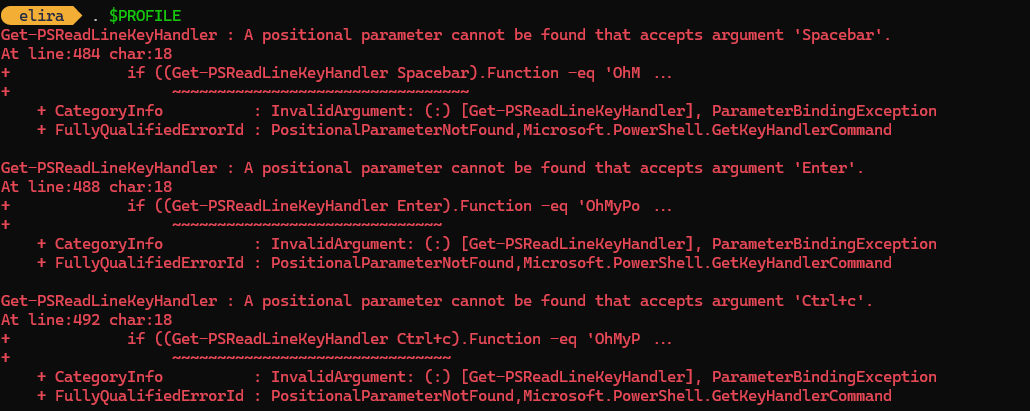 elira . $PROFILE
Get-PSReadLineKeyHandler : A positional parameter cannot be found that accepts argument 'Spacebar'.
At line:484 char:18
+             if ((Get-PSReadLineKeyHandler Spacebar).Function -eq 'OhM ...
+                  ~~~~~~~~~~~~~~~~~~~~~~~~~~~~~~~~~
    + CategoryInfo          : InvalidArgument: (:) [Get-PSReadLineKeyHandler], ParameterBindingException
    + FullyQualifiedErrorId : PositionalParameterNotFound,Microsoft.PowerShell.GetKeyHandlerCommand

Get-PSReadLineKeyHandler : A positional parameter cannot be found that accepts argument 'Enter'.
At line:488 char:18
+             if ((Get-PSReadLineKeyHandler Enter).Function -eq 'OhMyPo ...
+                  ~~~~~~~~~~~~~~~~~~~~~~~~~~~~~~
    + CategoryInfo          : InvalidArgument: (:) [Get-PSReadLineKeyHandler], ParameterBindingException
    + FullyQualifiedErrorId : PositionalParameterNotFound,Microsoft.PowerShell.GetKeyHandlerCommand

Get-PSReadLineKeyHandler : A positional parameter cannot be found that accepts argument 'Ctrl+c'.
At line:492 char:18
+             if ((Get-PSReadLineKeyHandler Ctrl+c).Function -eq 'OhMyP ...
+                  ~~~~~~~~~~~~~~~~~~~~~~~~~~~~~~~
    + CategoryInfo          : InvalidArgument: (:) [Get-PSReadLineKeyHandler], ParameterBindingException
    + FullyQualifiedErrorId : PositionalParameterNotFound,Microsoft.PowerShell.GetKeyHandlerCommand